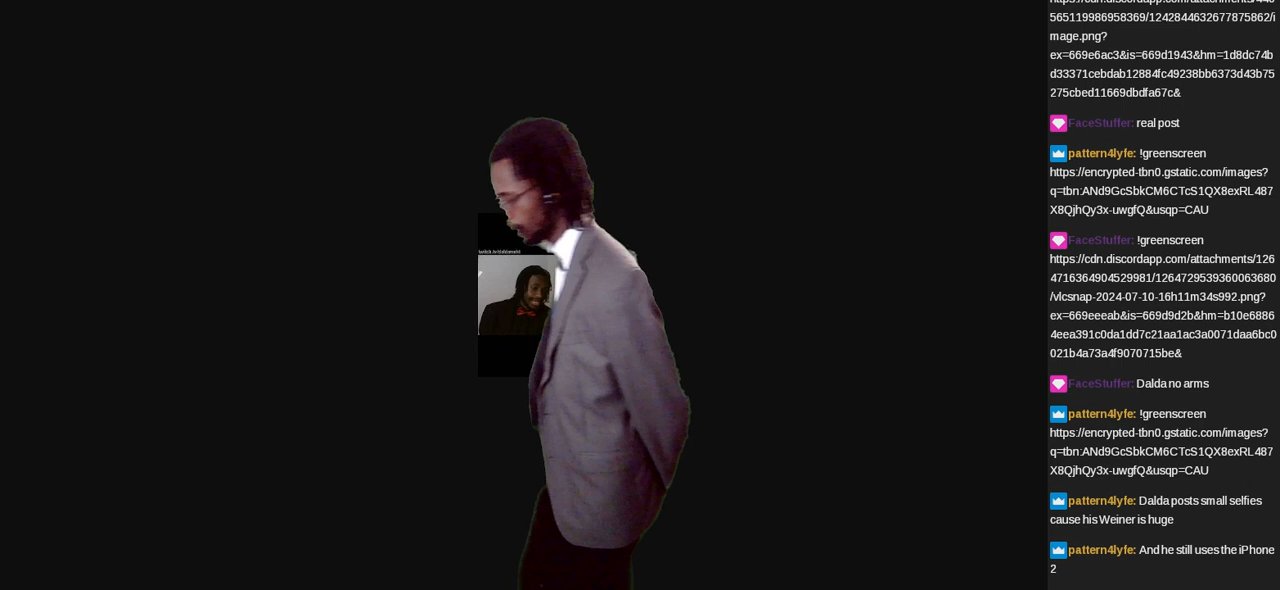 565119986958369/1242844632677875862/i
mage.png?
ex=669e6ac3&is=669d1943&hm=1d8dc74b
d33371cebdab12884fc49238bb6373d43b75
275cbed11669dbdfa67c&
FaceStuffer: real post
pattern4lyfe: !greenscreen
https://encrypted-tbn0.gstatic.com/images?
q=tbn:ANd9GcSbkCM6CTcS1QX8exRL487
X8QjhQy3x-uwgfQ&usqp=CAU
FaceStuffer: !greenscreen
https://cdn.discordapp.com/attachments/126
4716364904529981/1264729539360063680
/vlcsnap-2024-07-10-16h11m34s992.png?
ex=669eeeab&is=669d9d2b&hm=b10e6886
4eea391c0da1dd7c21aa1ac3a0071daa6bc0
021b4a73a4f9070715be&
FaceStuffer: Dalda no arms
pattern4lyfe: !greenscreen
https://encrypted-tbn0.gstatic.com/images?
q=tbn:ANd9GcSbkCM6CTcS1QX8exRL487
X8QjhQy3x-uwgfQ&usqp=CAU
pattern4lyfe: Dalda posts small selfies
cause his Weiner is huge
pattern4lyfe: And he still uses the iPhone
2